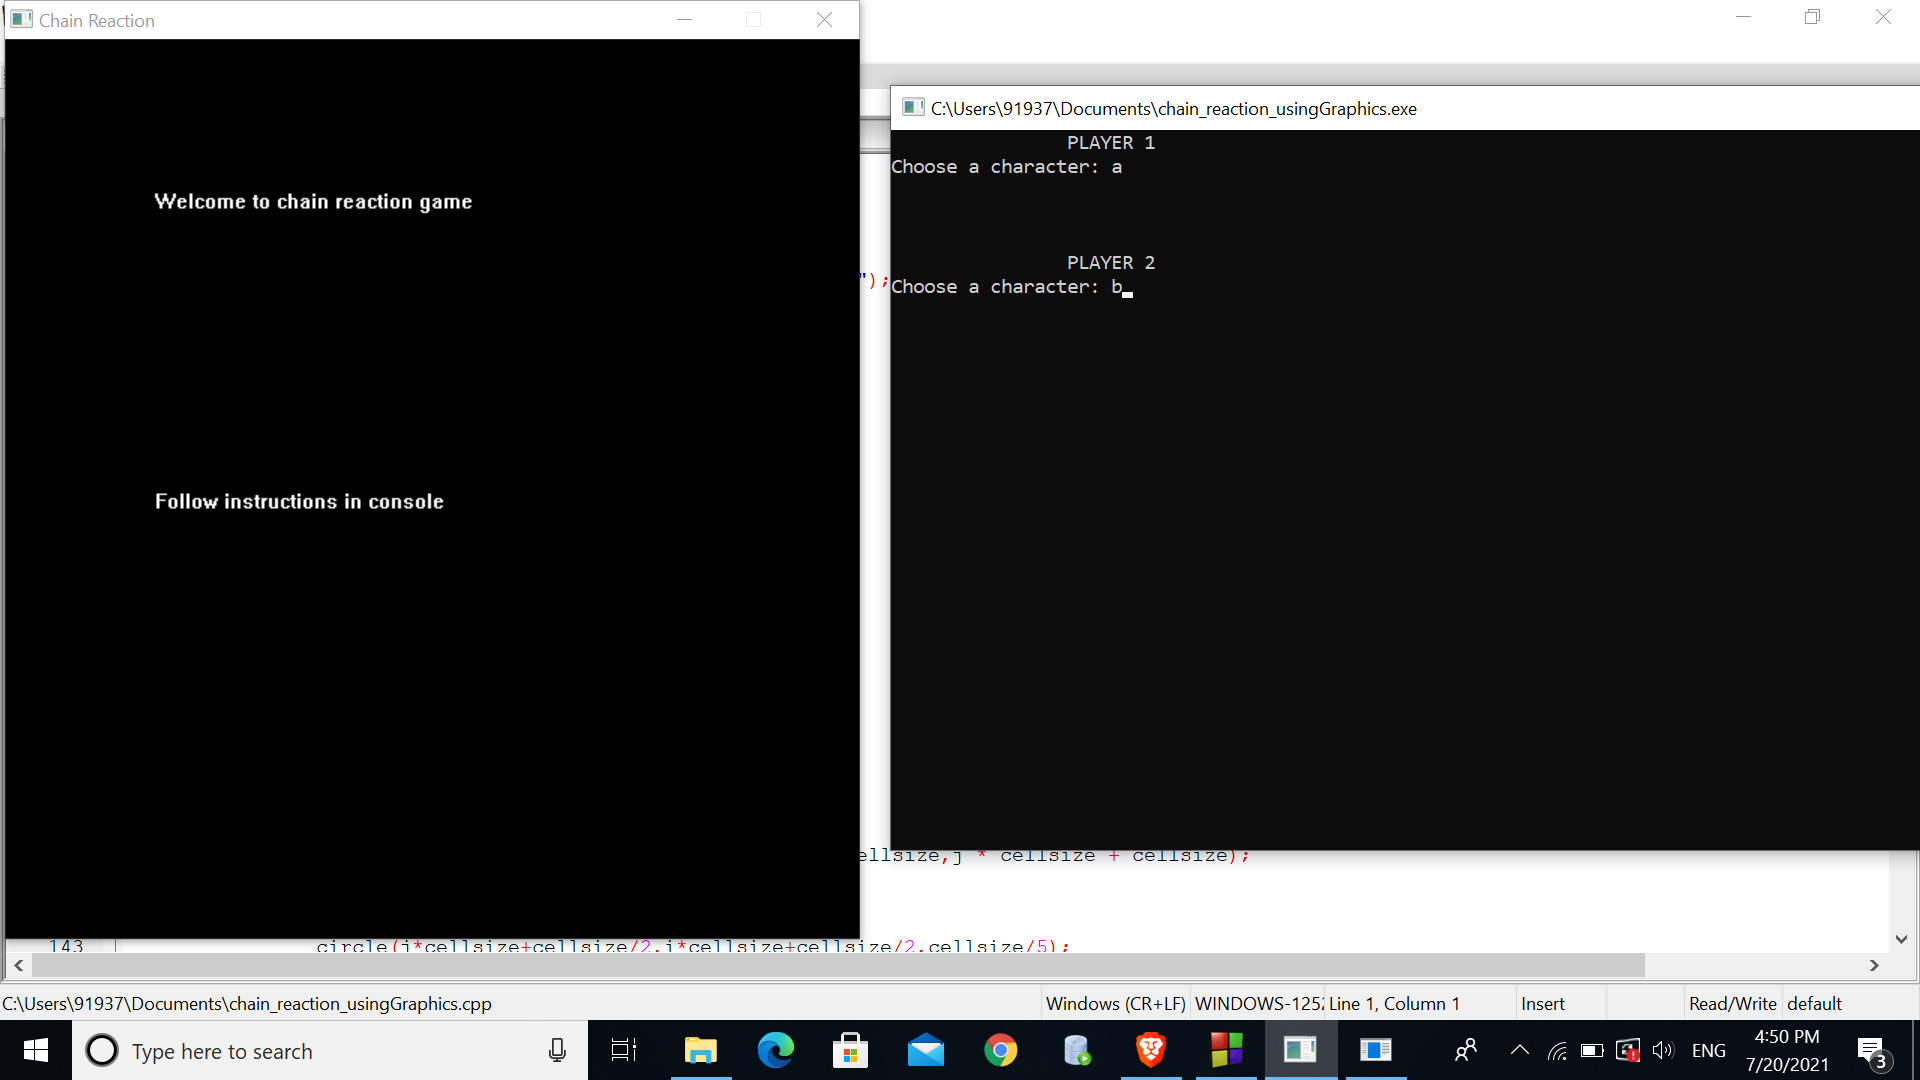 Chain Reaction
Welcome to chain reaction game
Follow instructions in console
C:\Users\91937\Documents\chain_reaction_usingGraphics.exe
PLAYER 1
Choose a character: a
PLAYER 2
Choose a character: b
");
ellsize,j * cellsize + cellsize);
143 circle(j*cellsize+cellsize/2,i*cellsize+cellsize/2,cellsize/5);
C:\Users\91937\Documents\chain_reaction_usingGraphics.cpp
Windows (CR+LF) WINDOWS-1252 Line 1, Column 1 Insert Read/Write default
Type here to search
ENG
4:50 PM
7/20/2021
3